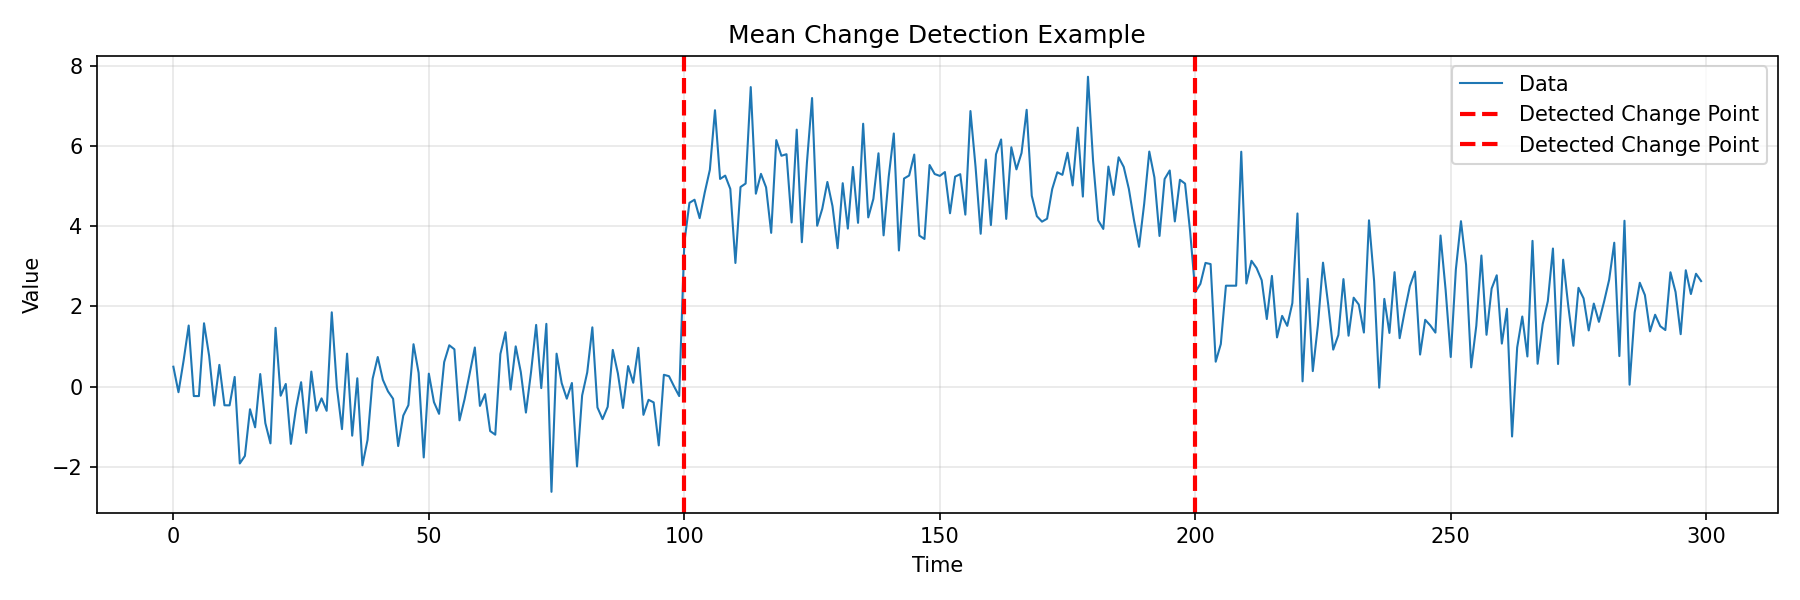 Mean Change Detection Example
Data
Detected Change Point
Detected Change Point
Value
8
6
4
2
0
−2
0 50 100 150 200 250 300
Time